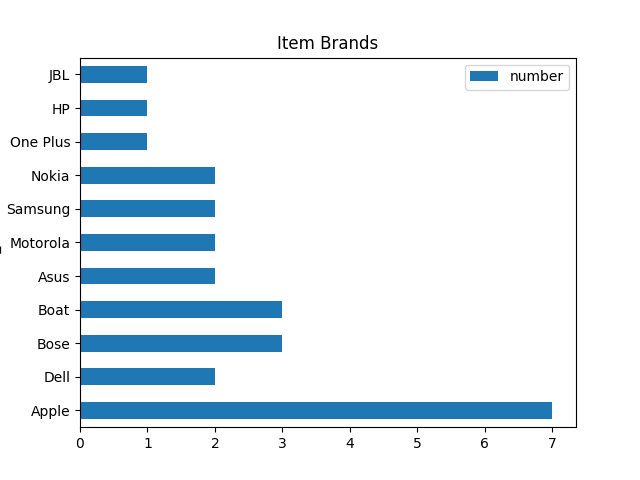 Item Brands
number
JBL
HP
One Plus
Nokia
Samsung
Motorola
Asus
Boat
Bose
Dell
Apple
0 1 2 3 4 5 6 7